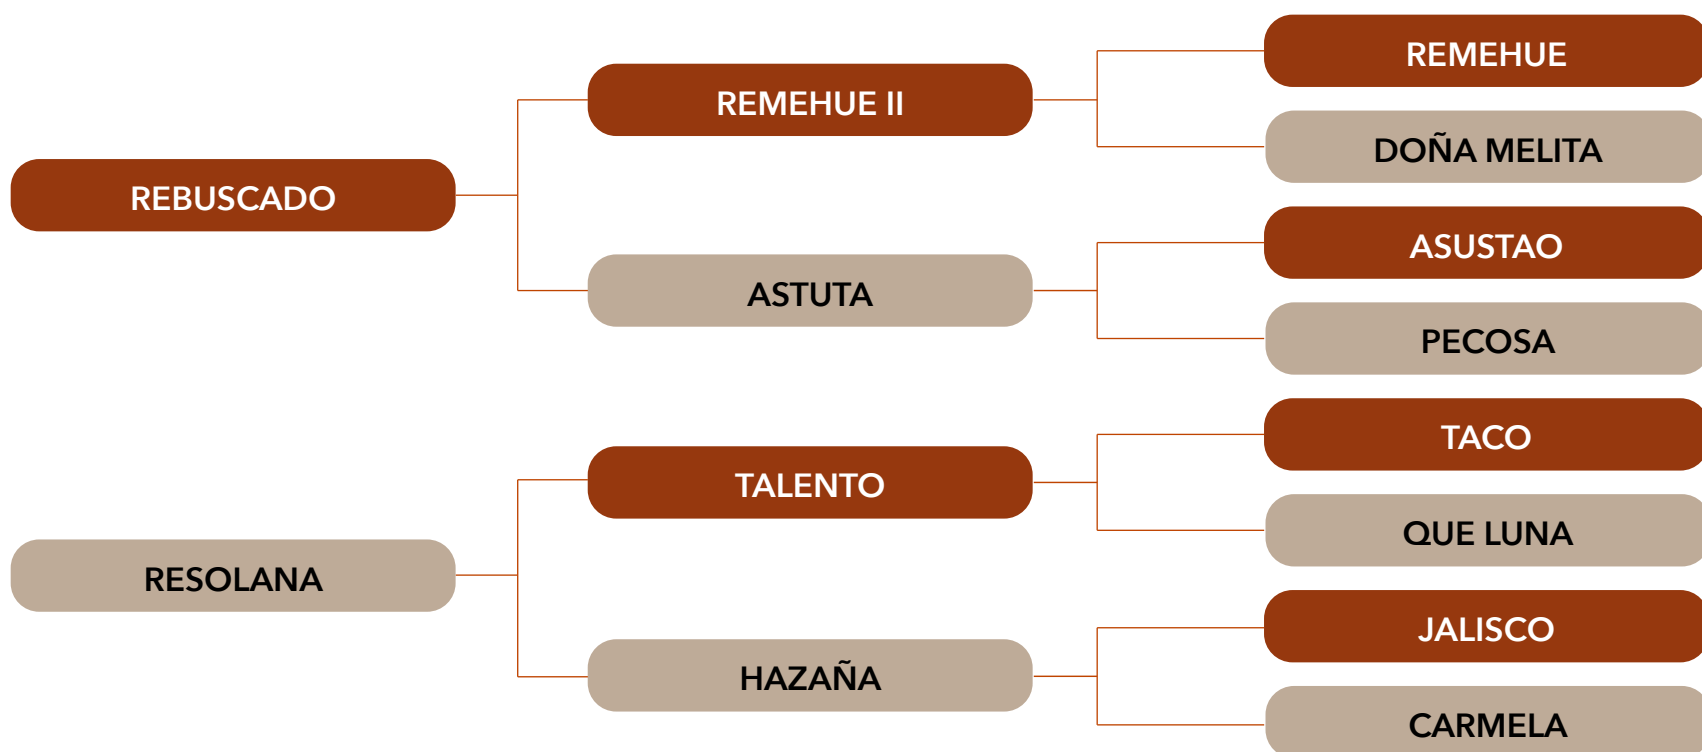 REMEHUE
REMEHUE II
DOÑA MELITA
REBUSCADO
ASUSTAO
ASTUTA
PECOSA
TACO
TALENTO
QUE LUNA
RESOLANA
JALISCO
HAZAÑA
CARMELA